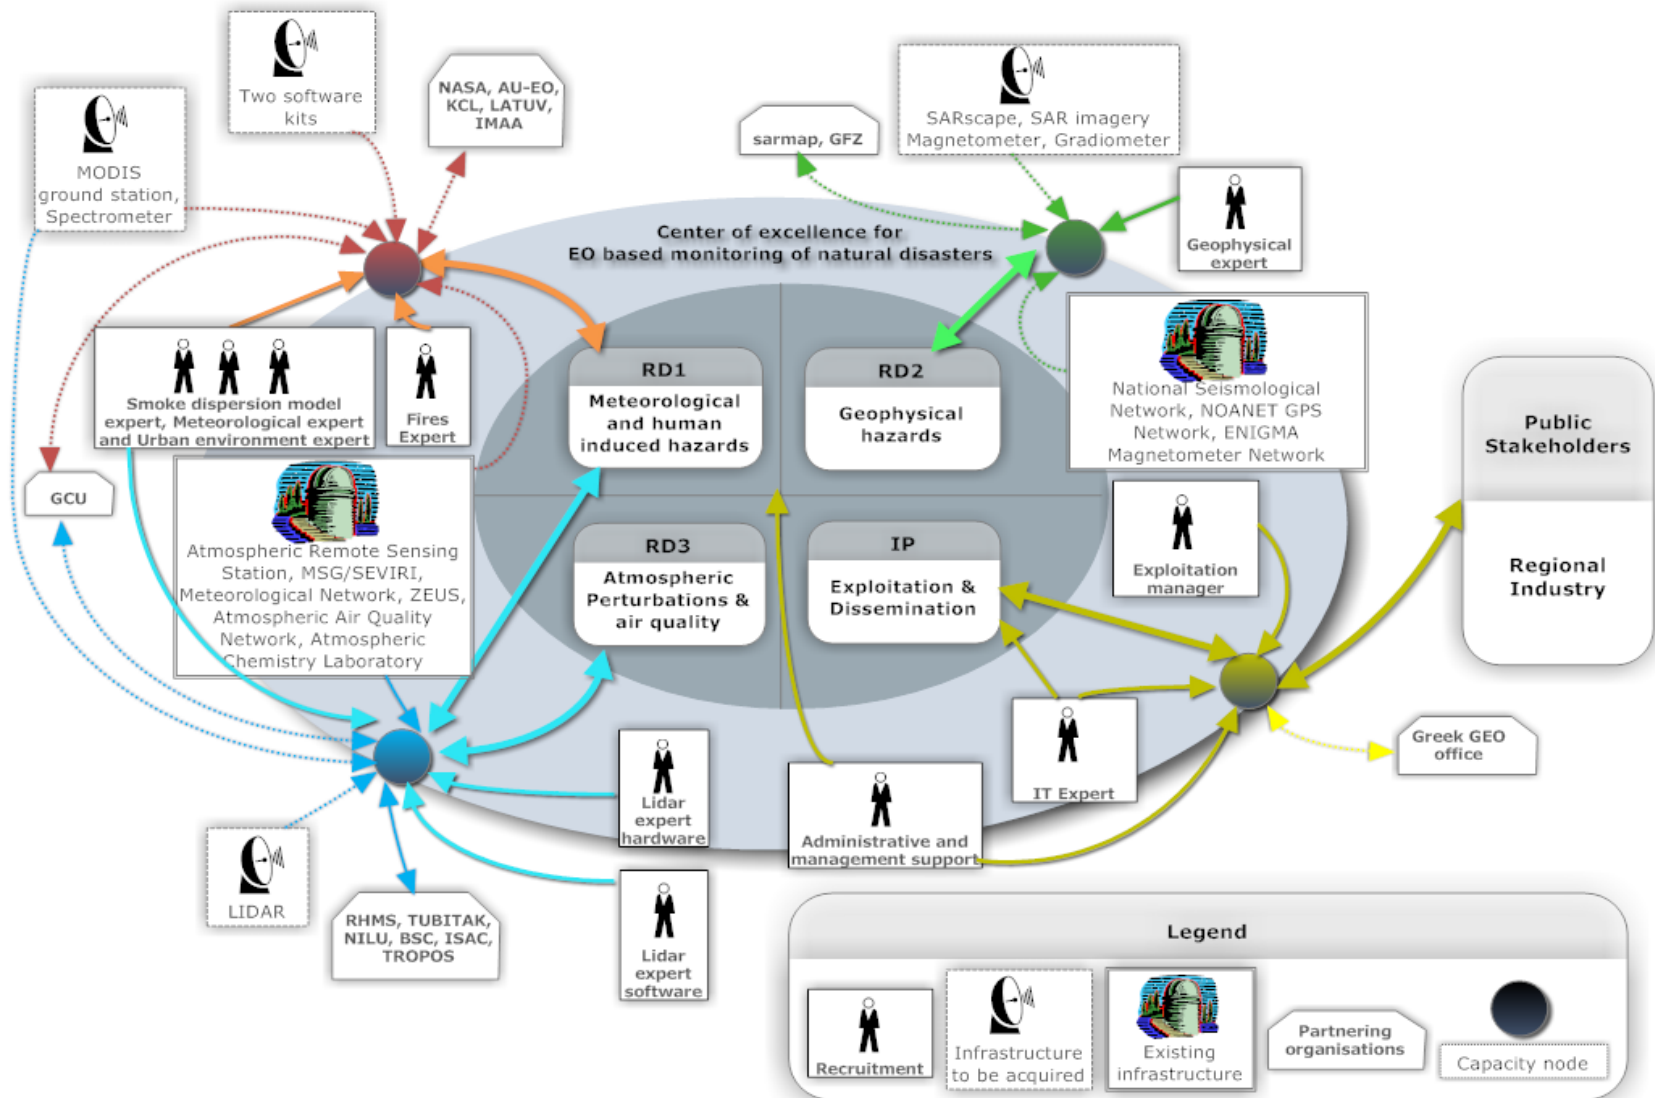 Two software
kits
NASA, AU-EO,
KCL, LATUV,
IMAA
MODIS
ground station,
Spectrometer
sarmap, GFZ
SARscape, SAR imagery
Magnetometer, Gradiometer
Geophysical
expert
Center of excellence for
EO based monitoring of natural disasters
Smoke dispersion model
expert, Meteorological expert
and Urban environment expert
Fires
Expert
RD1
Meteorological
and human
induced hazards
RD2
Geophysical
hazards
National Seismological
Network, NOANET GPS
Network, ENIGMA
Magnetometer Network
Public
Stakeholders
Regional
Industry
GCU
Atmospheric Remote Sensing
Station, MSG/SEVIRI,
Meteorological Network, ZEUS,
Atmospheric Air Quality
Network, Atmospheric
Chemistry Laboratory
RD3
Atmospheric
Perturbations &
air quality
IP
Exploitation &
Dissemination
Exploitation
manager
IT Expert
Greek GEO
office
Lidar
expert
hardware
Administrative and
management support
LIDAR
RHMS, TUBITAK,
NILU, BSC, ISAC,
TROPOS
Lidar
expert
software
Legend
Recruitment
Infrastructure
to be acquired
Existing
infrastructure
Partnering
organisations
Capacity node